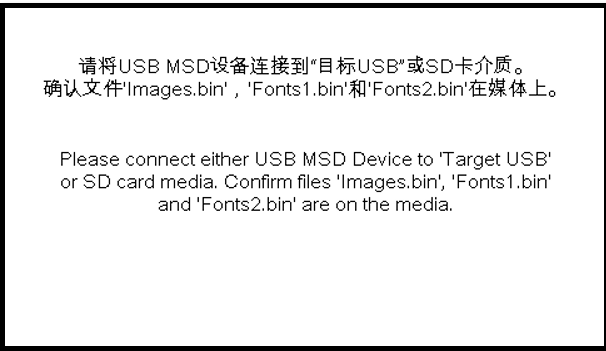 请将USB MSD设备连接到“目标USB”或SD卡介质。
确认文件'Images.bin' , 'Fonts1.bin'和'Fonts2.bin'在媒体上。
Please connect either USB MSD Device to 'Target USB'
or SD card media. Confirm files 'Images.bin', 'Fonts1.bin'
and 'Fonts2.bin' are on the media.